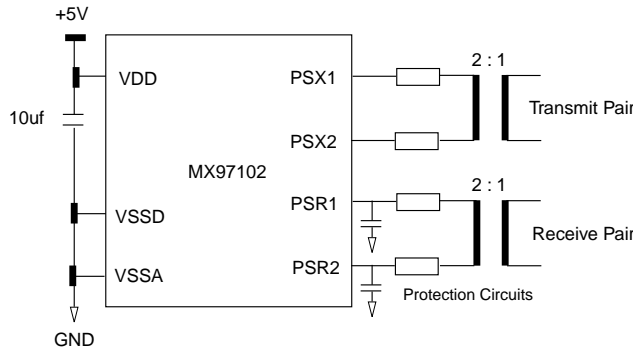 +5V
2 : 1
VDD
PSX1
Transmit Pair
10uf
PSX2
MX97102
2 : 1
VSSD
PSR1
Receive Pair
VSSA
PSR2
Protection Circuits
GND